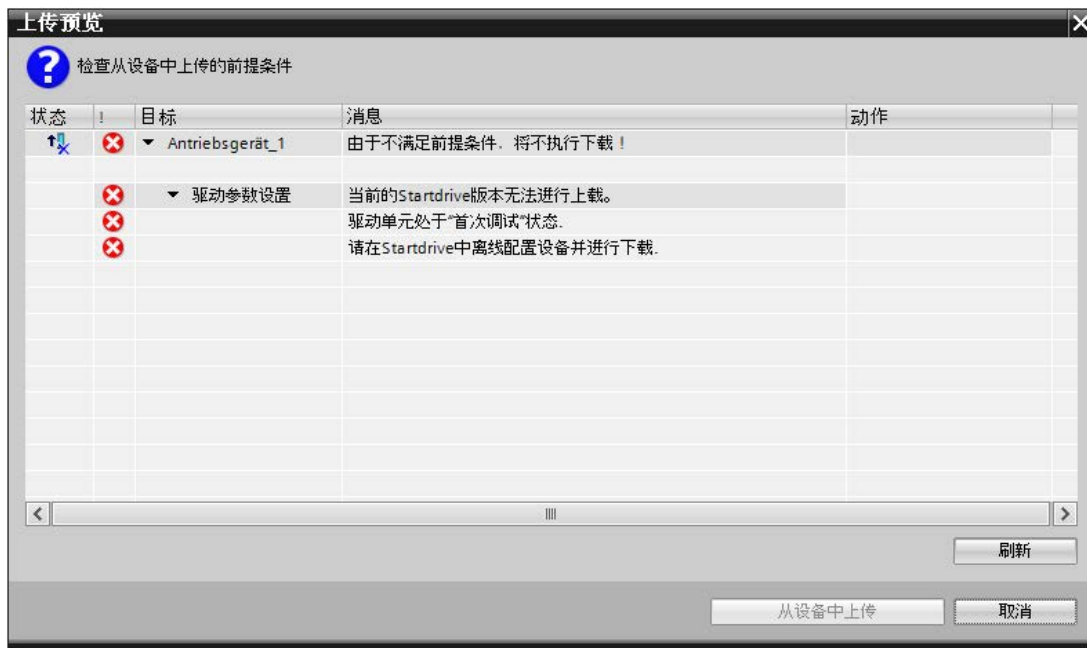 上传预览
检查从设备中上传的前提条件
状态 ! 目标 消息 动作
Antriebsgerät_1 由于不满足前提条件，将不执行下载！
驱动参数设置 当前的Startdrive版本无法进行上载。
驱动单元处于"首次调试"状态.
请在Startdrive中离线配置设备并进行下载.
刷新
从设备中上传 取消